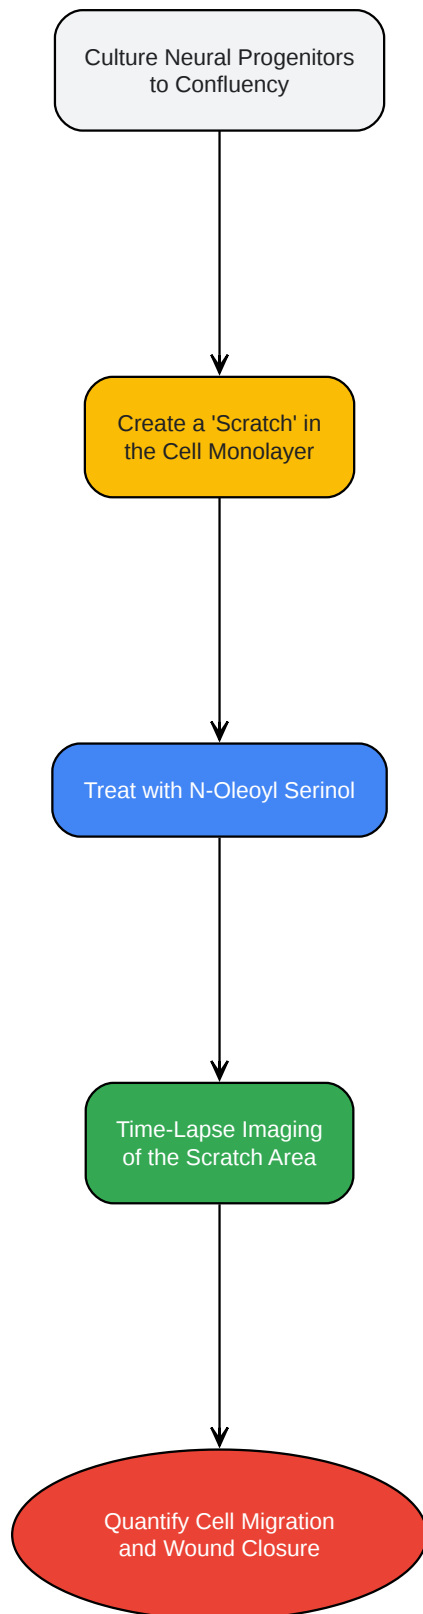 Culture Neural Progenitors
to Confluency
Create a 'Scratch' in
the Cell Monolayer
Treat with N-Oleoyl Serinol
Time-Lapse Imaging
of the Scratch Area
Quantify Cell Migration
and Wound Closure